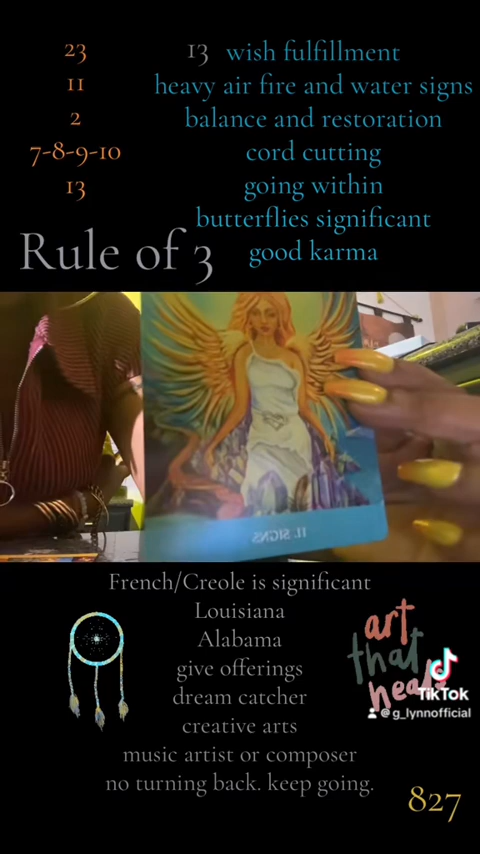 23
11
2
7-8-9-10
13
13 wish fulfillment
heavy air fire and water signs
balance and restoration
cord cutting
going within
butterflies significant
good karma
Rule of 3
11. SIGNS
French/Creole is significant
Louisiana
Alabama
give offerings
dream catcher
creative arts
music artist or composer
no turning back. keep going.
art
that
heals
TikTok
@g_lynnofficial
827